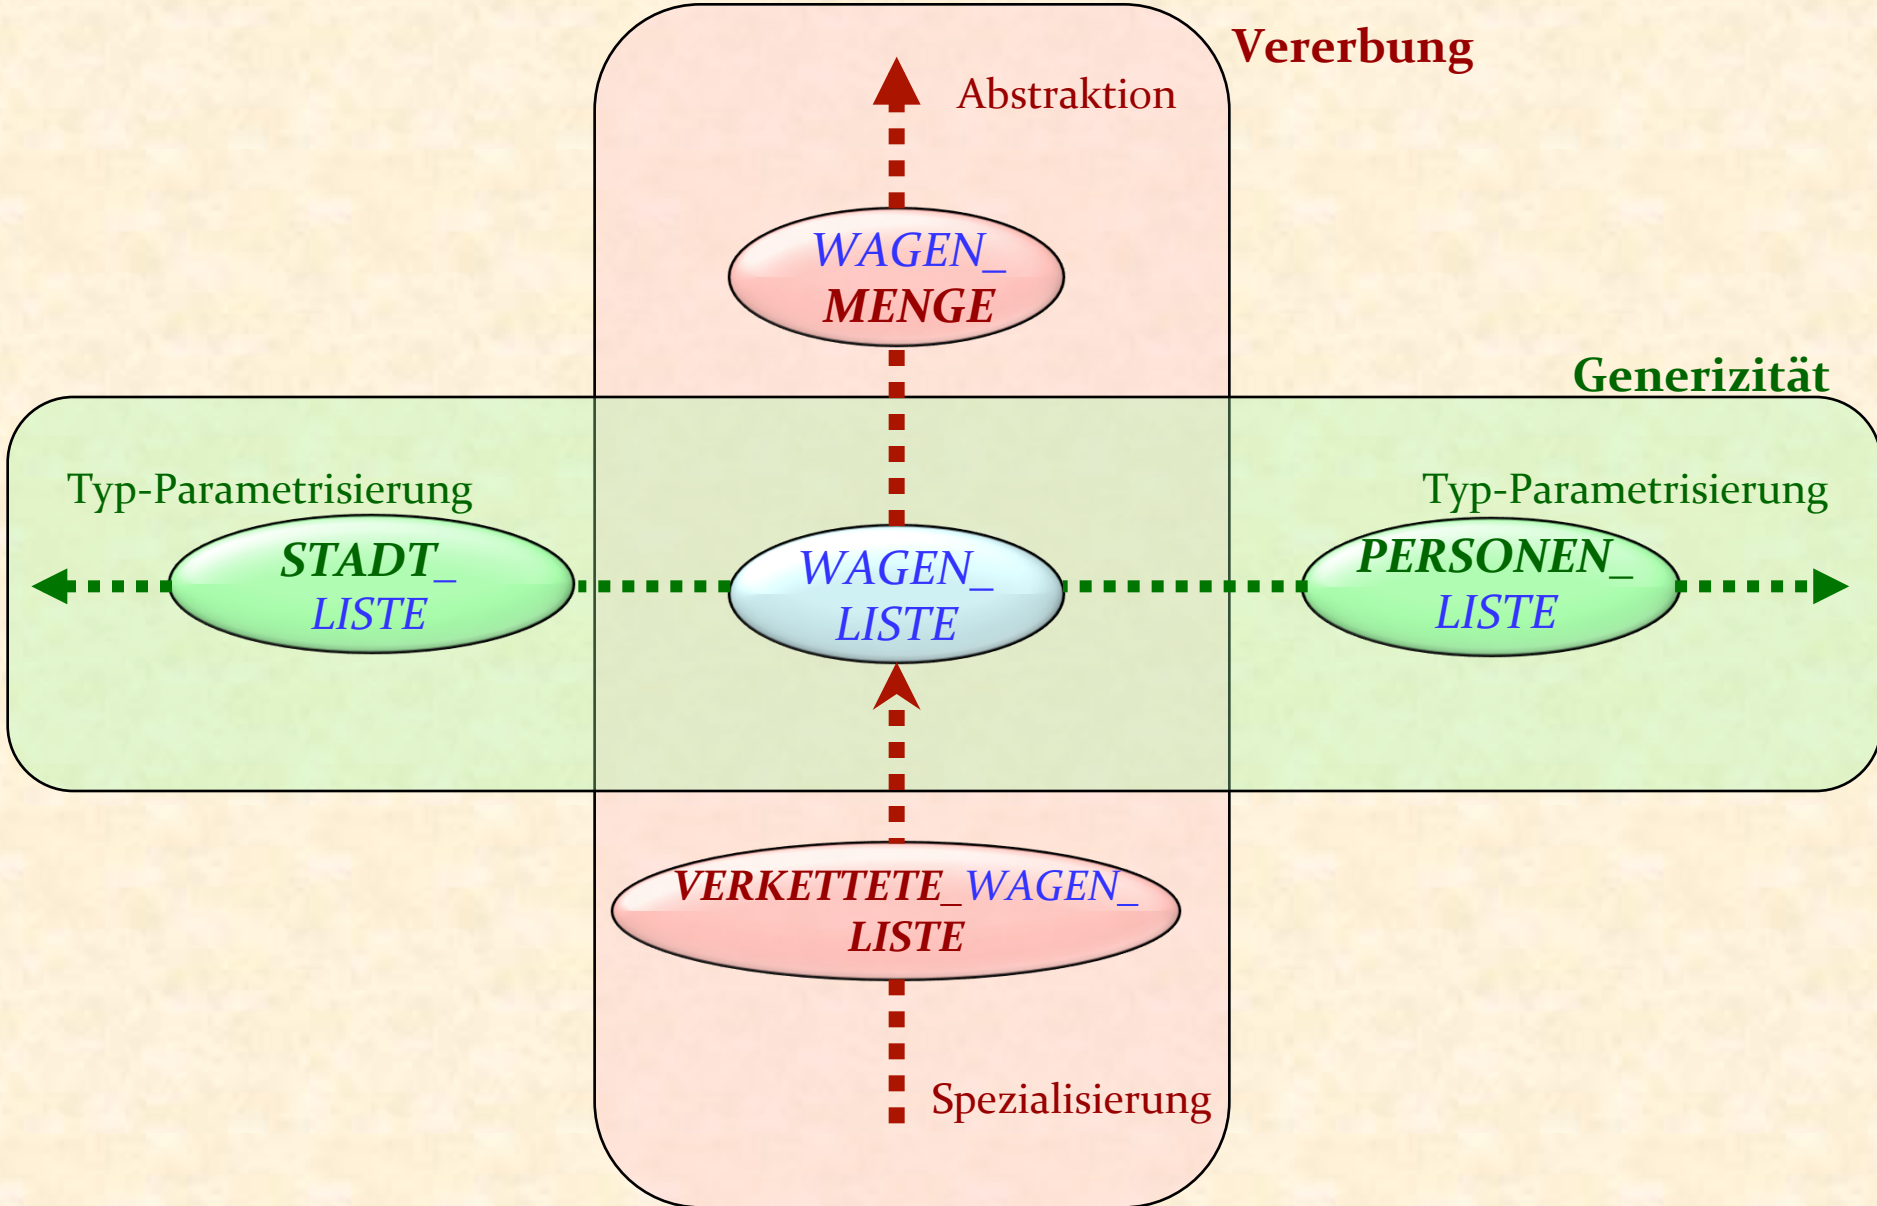 Vererbung
Abstraktion
WAGEN_
MENGE
Generizität
Typ-Parametrisierung
Typ-Parametrisierung
STADT_
LISTE
WAGEN_
LISTE
PERSONEN_
LISTE
VERKETTETE_WAGEN_
LISTE
Spezialisierung